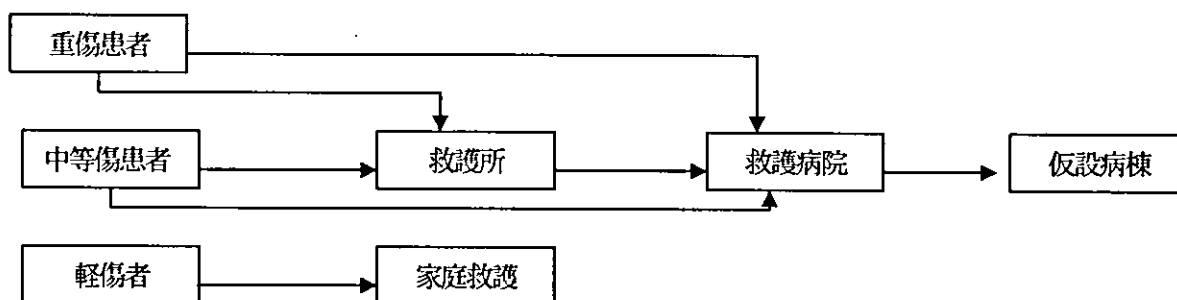 重傷患者
中等傷患者
救護所
救護病院
仮設病棟
軽傷者
家庭救護